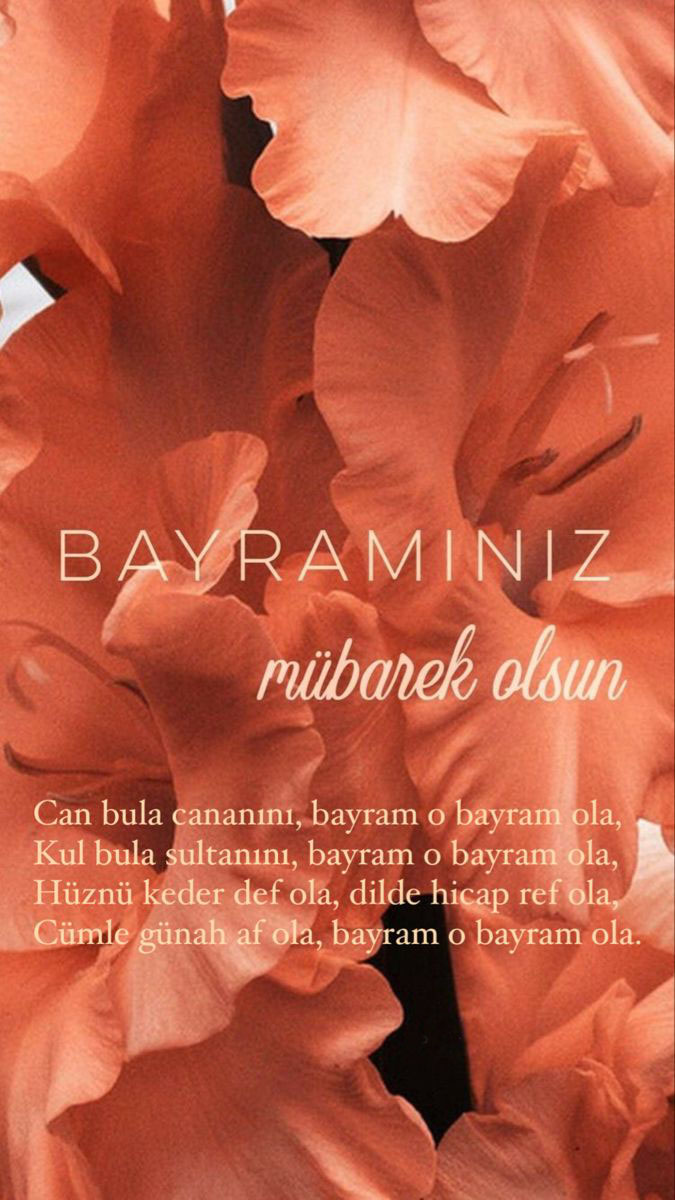 BAYRAMINIZ
mübarek olsun
Can bula cananını, bayram o bayram ola,
Kul bula sultanını, bayram o bayram ola,
Hüznü keder def ola, dilde hicap ref ola,
Cümle günah af ola, bayram o bayram ola.